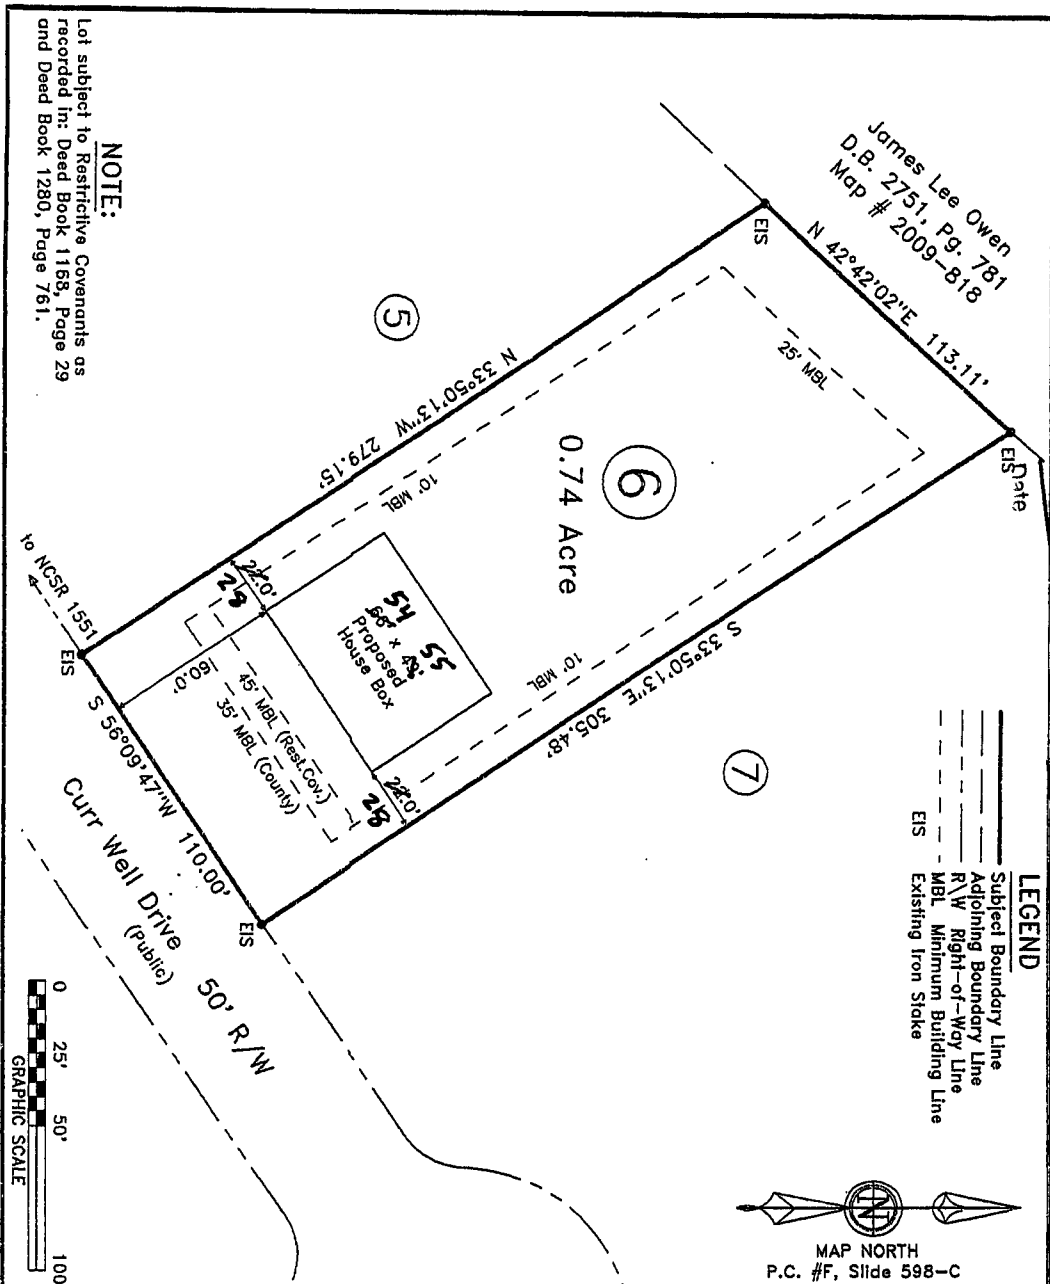 James Lee Owen
D.B. 2751, Pg. 781
Map # 2009-818
N 42°42'02"E 113.11'
EIS
EIS
Date
25' MBL
5
N 33°50'13"W 279.15'
10' MBL
6
0.74 Acre
10' MBL
S 33°50'13"E 305.48'
7
54 55
Proposed
House Box
28
28
60.0'
45' MBL (Rest.Cov.)
35' MBL (County)
to NCSR 1551
EIS
S 56°09'47"W 110.00'
EIS
Curr Well Drive 50' R/W
(Public)
NOTE:
Lot subject to Restrictive Covenants as
recorded in: Deed Book 1168, Page 29
and Deed Book 1280, Page 761.
LEGEND
Subject Boundary Line
Adjoining Boundary Line
R\W Right-of-Way Line
MBL Minimum Building Line
EIS Existing Iron Stake
N
MAP NORTH
P.C. #F, Slide 598-C
0 25' 50' 100
GRAPHIC SCALE